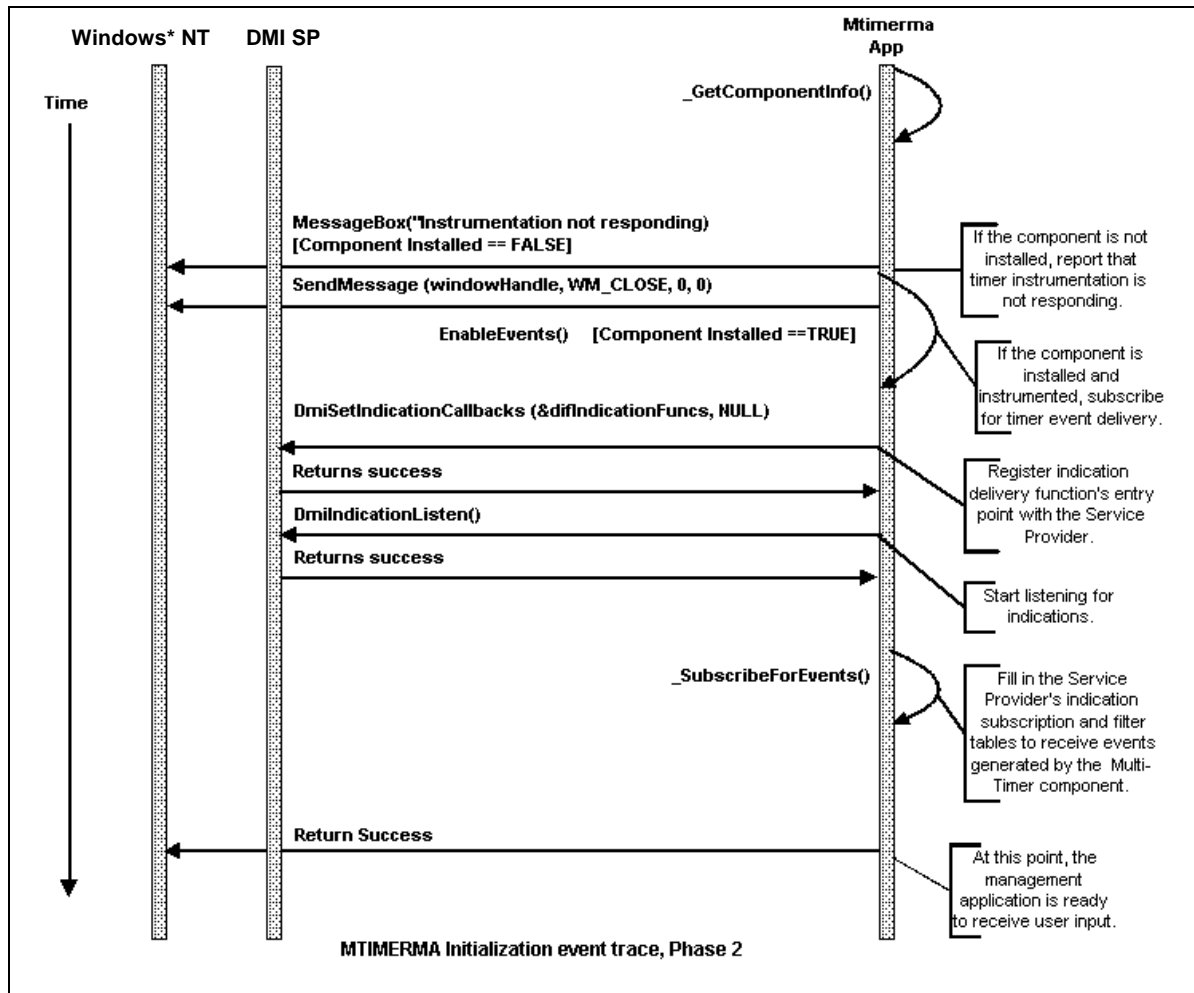 Windows* NT
DMI SP
Mtimerma
App
Time
_GetComponentInfo()
MessageBox("Instrumentation not responding)
[Component Installed == FALSE]
If the component is not
installed, report that
timer instrumentation is
not responding.
SendMessage (windowHandle, WM_CLOSE, 0, 0)
EnableEvents() [Component Installed ==TRUE]
If the component is
installed and
instrumented, subscribe
for timer event delivery.
DmiSetIndicationCallbacks (&difIndicationFuncs, NULL)
Returns success
Register indication
delivery function's entry
point with the Service
Provider.
DmiIndicationListen()
Returns success
Start listening for
indications.
_SubscribeForEvents()
Fill in the Service
Provider's indication
subscription and filter
tables to receive events
generated by the Multi-
Timer component.
Return Success
At this point, the
management
application is ready
to receive user input.
MTIMERMA Initialization event trace, Phase 2